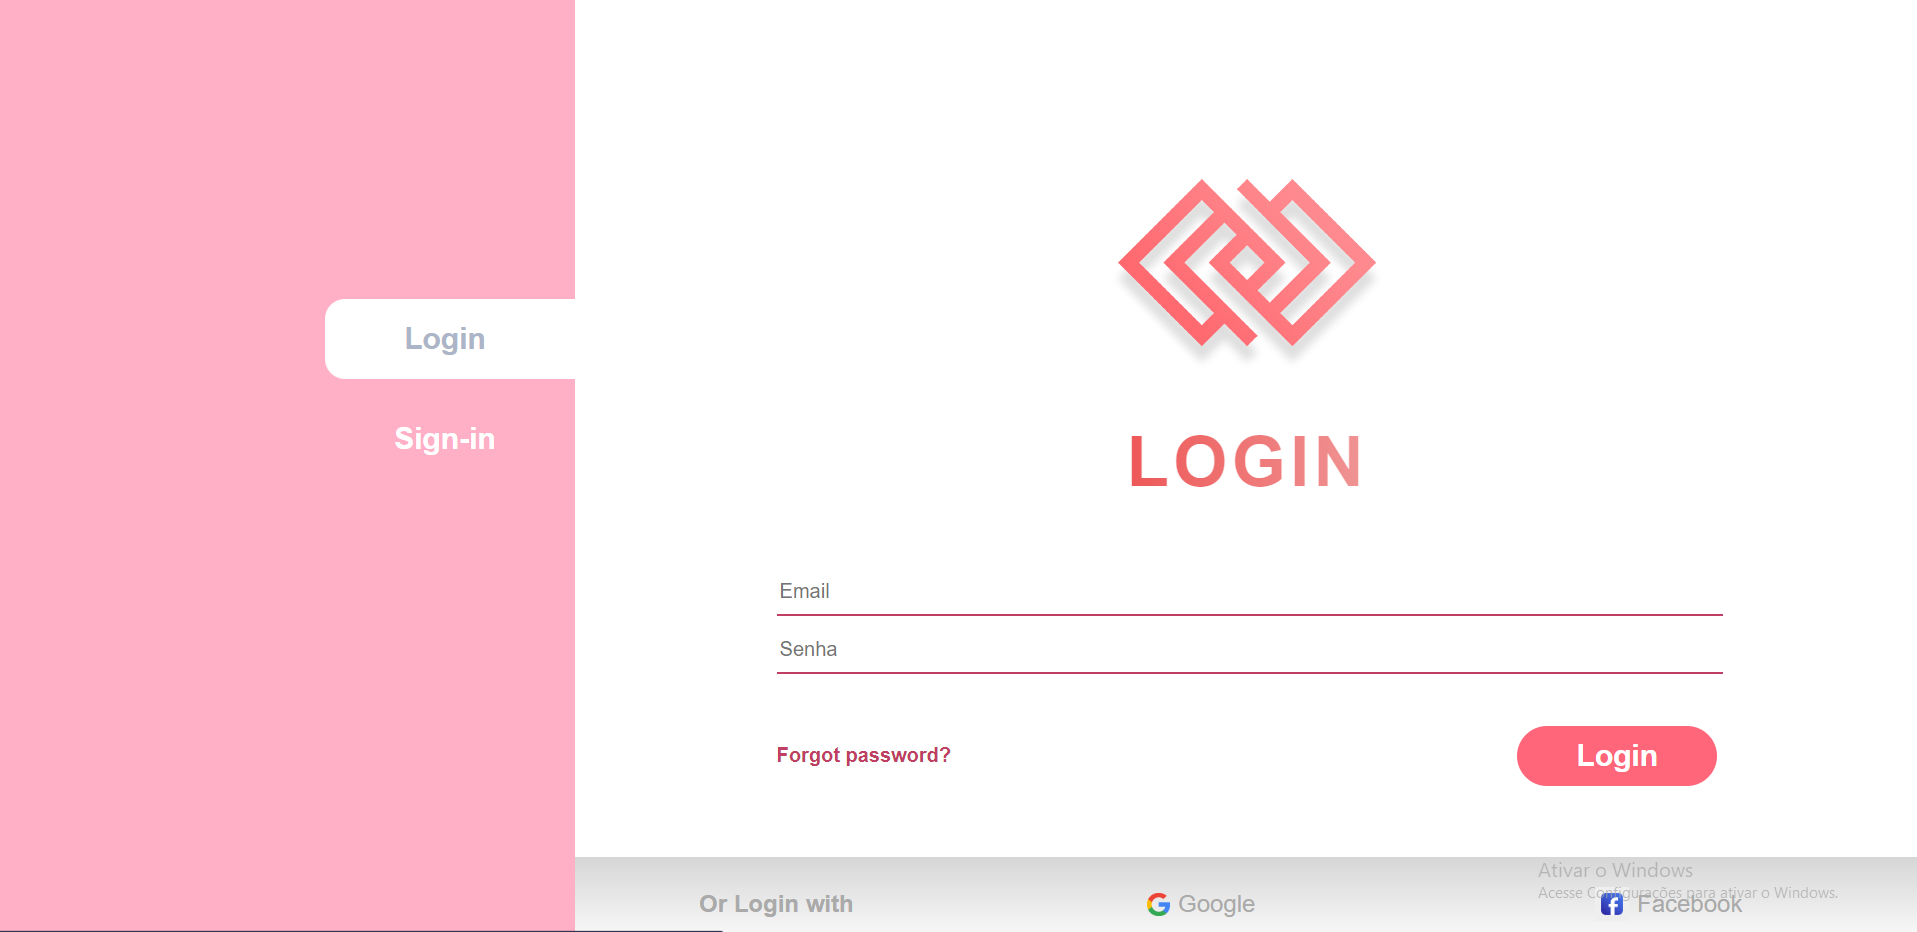 Login
Sign-in
LOGIN
Email
Senha
Forgot password?
Login
Ativar o Windows
Acesse Configurações para ativar o Windows.
Or Login with
Google
Facebook